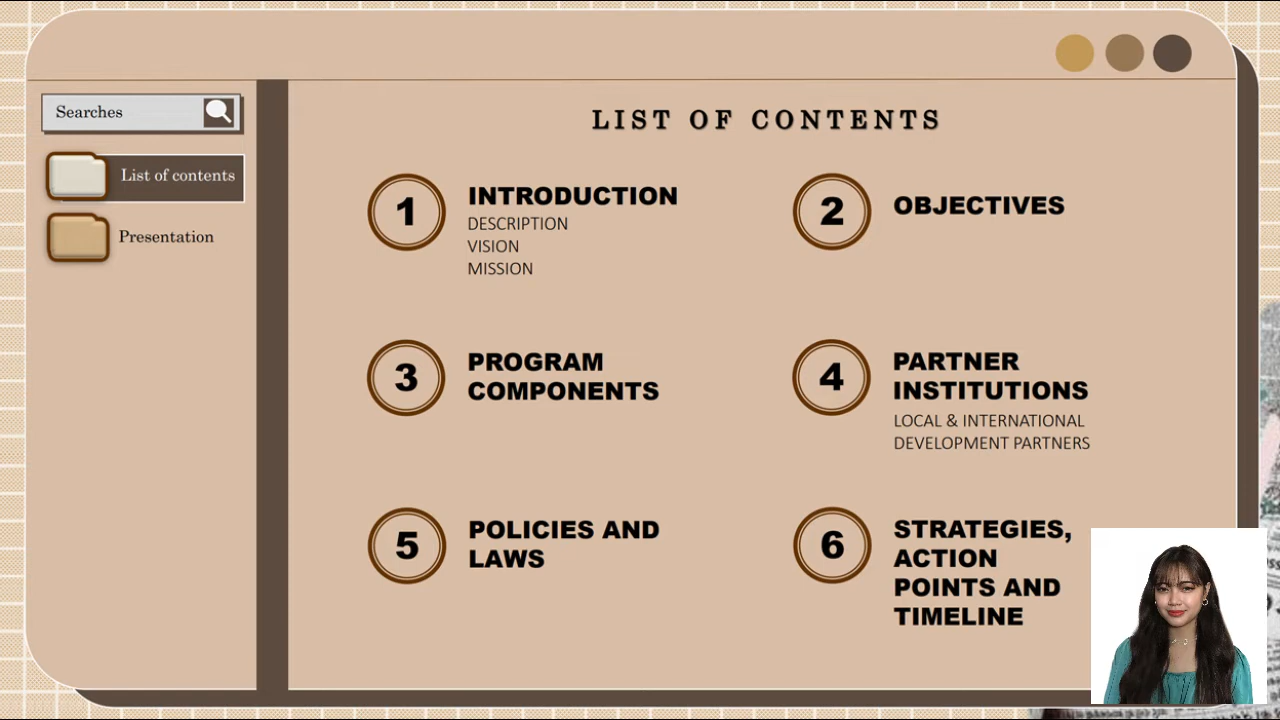 Searches
List of contents
Presentation
LIST OF CONTENTS
1
INTRODUCTION
DESCRIPTION
VISION
MISSION
2
OBJECTIVES
3
PROGRAM
COMPONENTS
4
PARTNER
INSTITUTIONS
LOCAL & INTERNATIONAL
DEVELOPMENT PARTNERS
5
POLICIES AND
LAWS
6
STRATEGIES,
ACTION
POINTS AND
TIMELINE